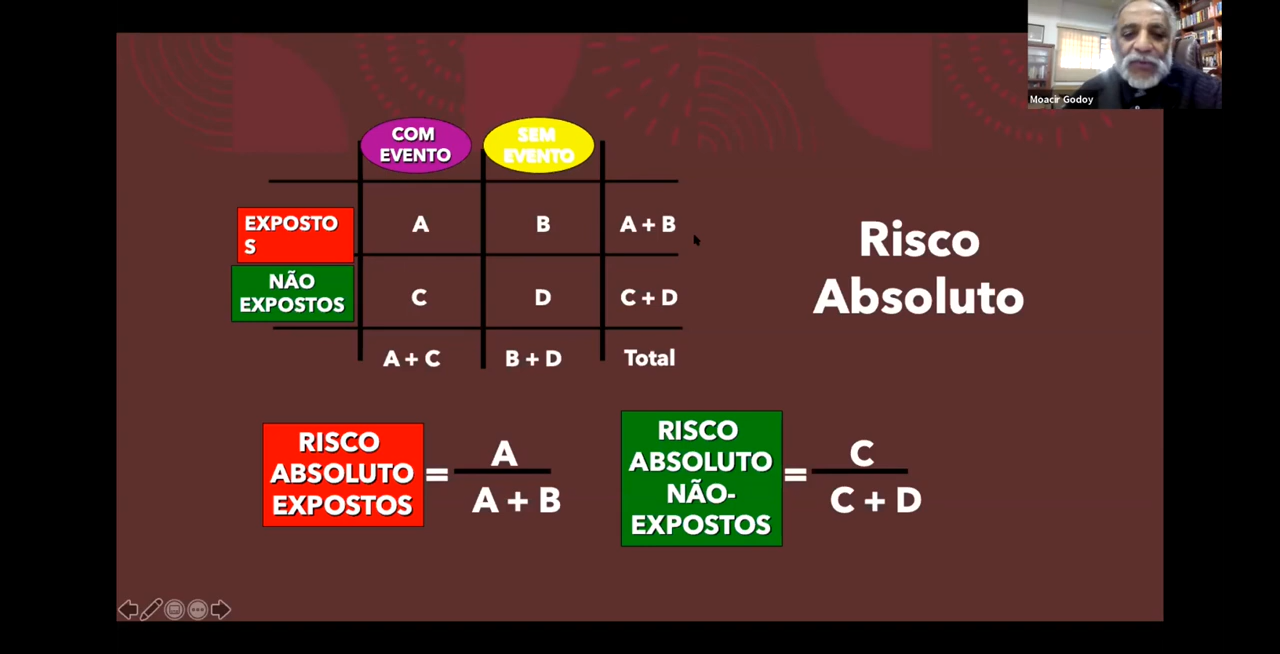 Moacir Godoy
COM
EVENTO
SEM
EVENTO
EXPOSTO
S
A
B
A + B
NÃO
EXPOSTOS
C
D
C + D
A + C
B + D
Total
Risco
Absoluto
RISCO
ABSOLUTO
EXPOSTOS
=
A
A + B
RISCO
ABSOLUTO
NÃO-
EXPOSTOS
=
C
C + D